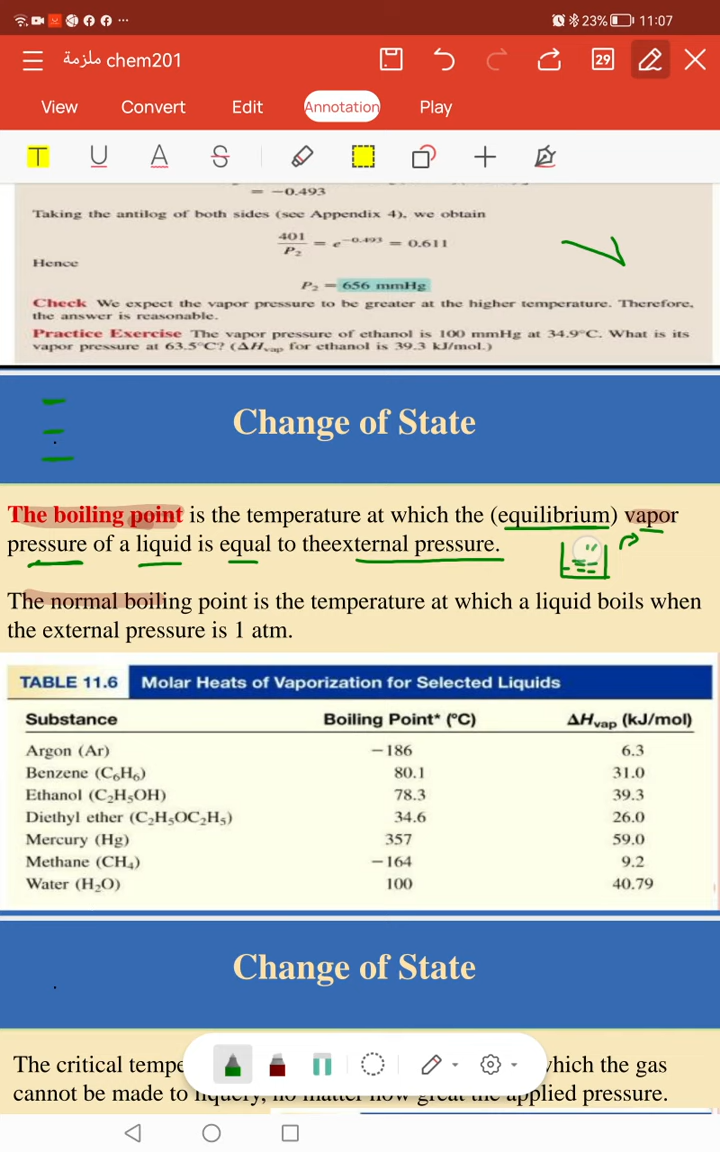 23% 11:07
ملزمة chem201
29
View Convert Edit Annotation Play
T U A S
= −0.493
Taking the antilog of both sides (see Appendix 4), we obtain
401/P₂ = e^−0.493 = 0.611
Hence
P₂ = 656 mmHg
Check We expect the vapor pressure to be greater at the higher temperature. Therefore,
the answer is reasonable.
Practice Exercise The vapor pressure of ethanol is 100 mmHg at 34.9°C. What is its
vapor pressure at 63.5°C? (ΔHvap for ethanol is 39.3 kJ/mol.)
Change of State
The boiling point is the temperature at which the (equilibrium) vapor
pressure of a liquid is equal to theexternal pressure.
The normal boiling point is the temperature at which a liquid boils when
the external pressure is 1 atm.
TABLE 11.6 Molar Heats of Vaporization for Selected Liquids
Substance Boiling Point* (°C) ΔHvap (kJ/mol)
Argon (Ar) −186 6.3
Benzene (C₆H₆) 80.1 31.0
Ethanol (C₂H₅OH) 78.3 39.3
Diethyl ether (C₂H₅OC₂H₅) 34.6 26.0
Mercury (Hg) 357 59.0
Methane (CH₄) −164 9.2
Water (H₂O) 100 40.79
Change of State
The critical tempe which the gas
cannot be made to liquefy, no matter how great the applied pressure.